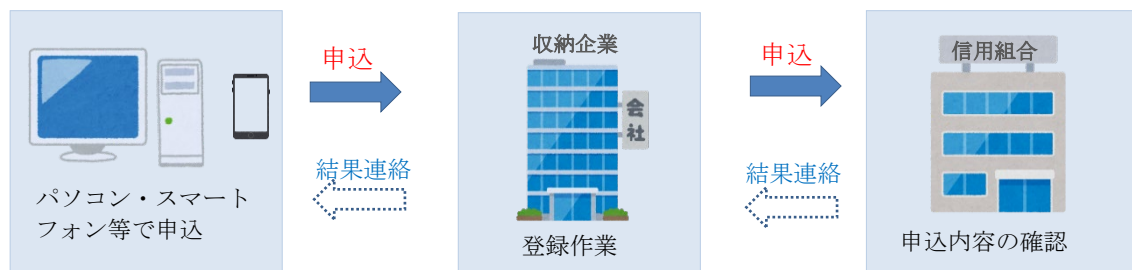 申込
結果連絡
パソコン・スマート
フォン等で申込
収納企業
会社
登録作業
申込
結果連絡
信用組合
申込内容の確認